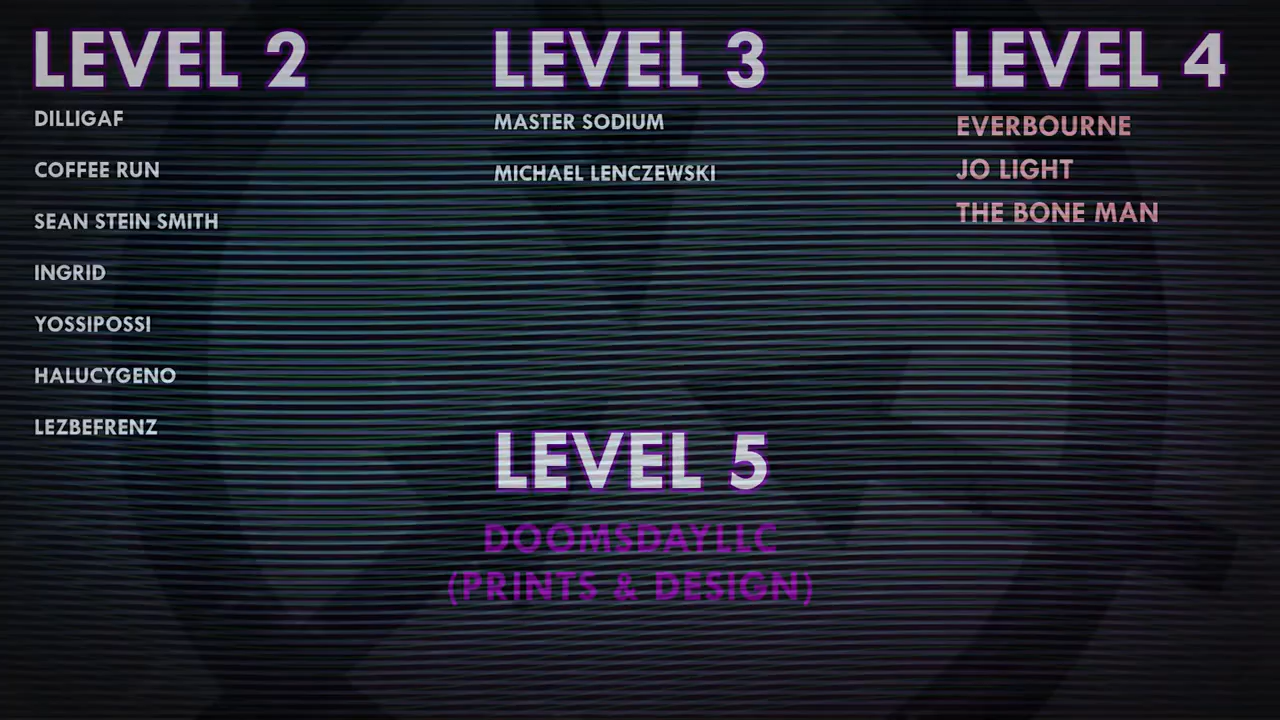 LEVEL 2
DILLIGAF
COFFEE RUN
SEAN STEIN SMITH
INGRID
YOSSIPOSSI
HALUCYGENO
LEZBEFRENZ
LEVEL 3
MASTER SODIUM
MICHAEL LENCZEWSKI
LEVEL 4
EVERBOURNE
JO LIGHT
THE BONE MAN
LEVEL 5
DOOMSDAYLLC
(PRINTS & DESIGN)